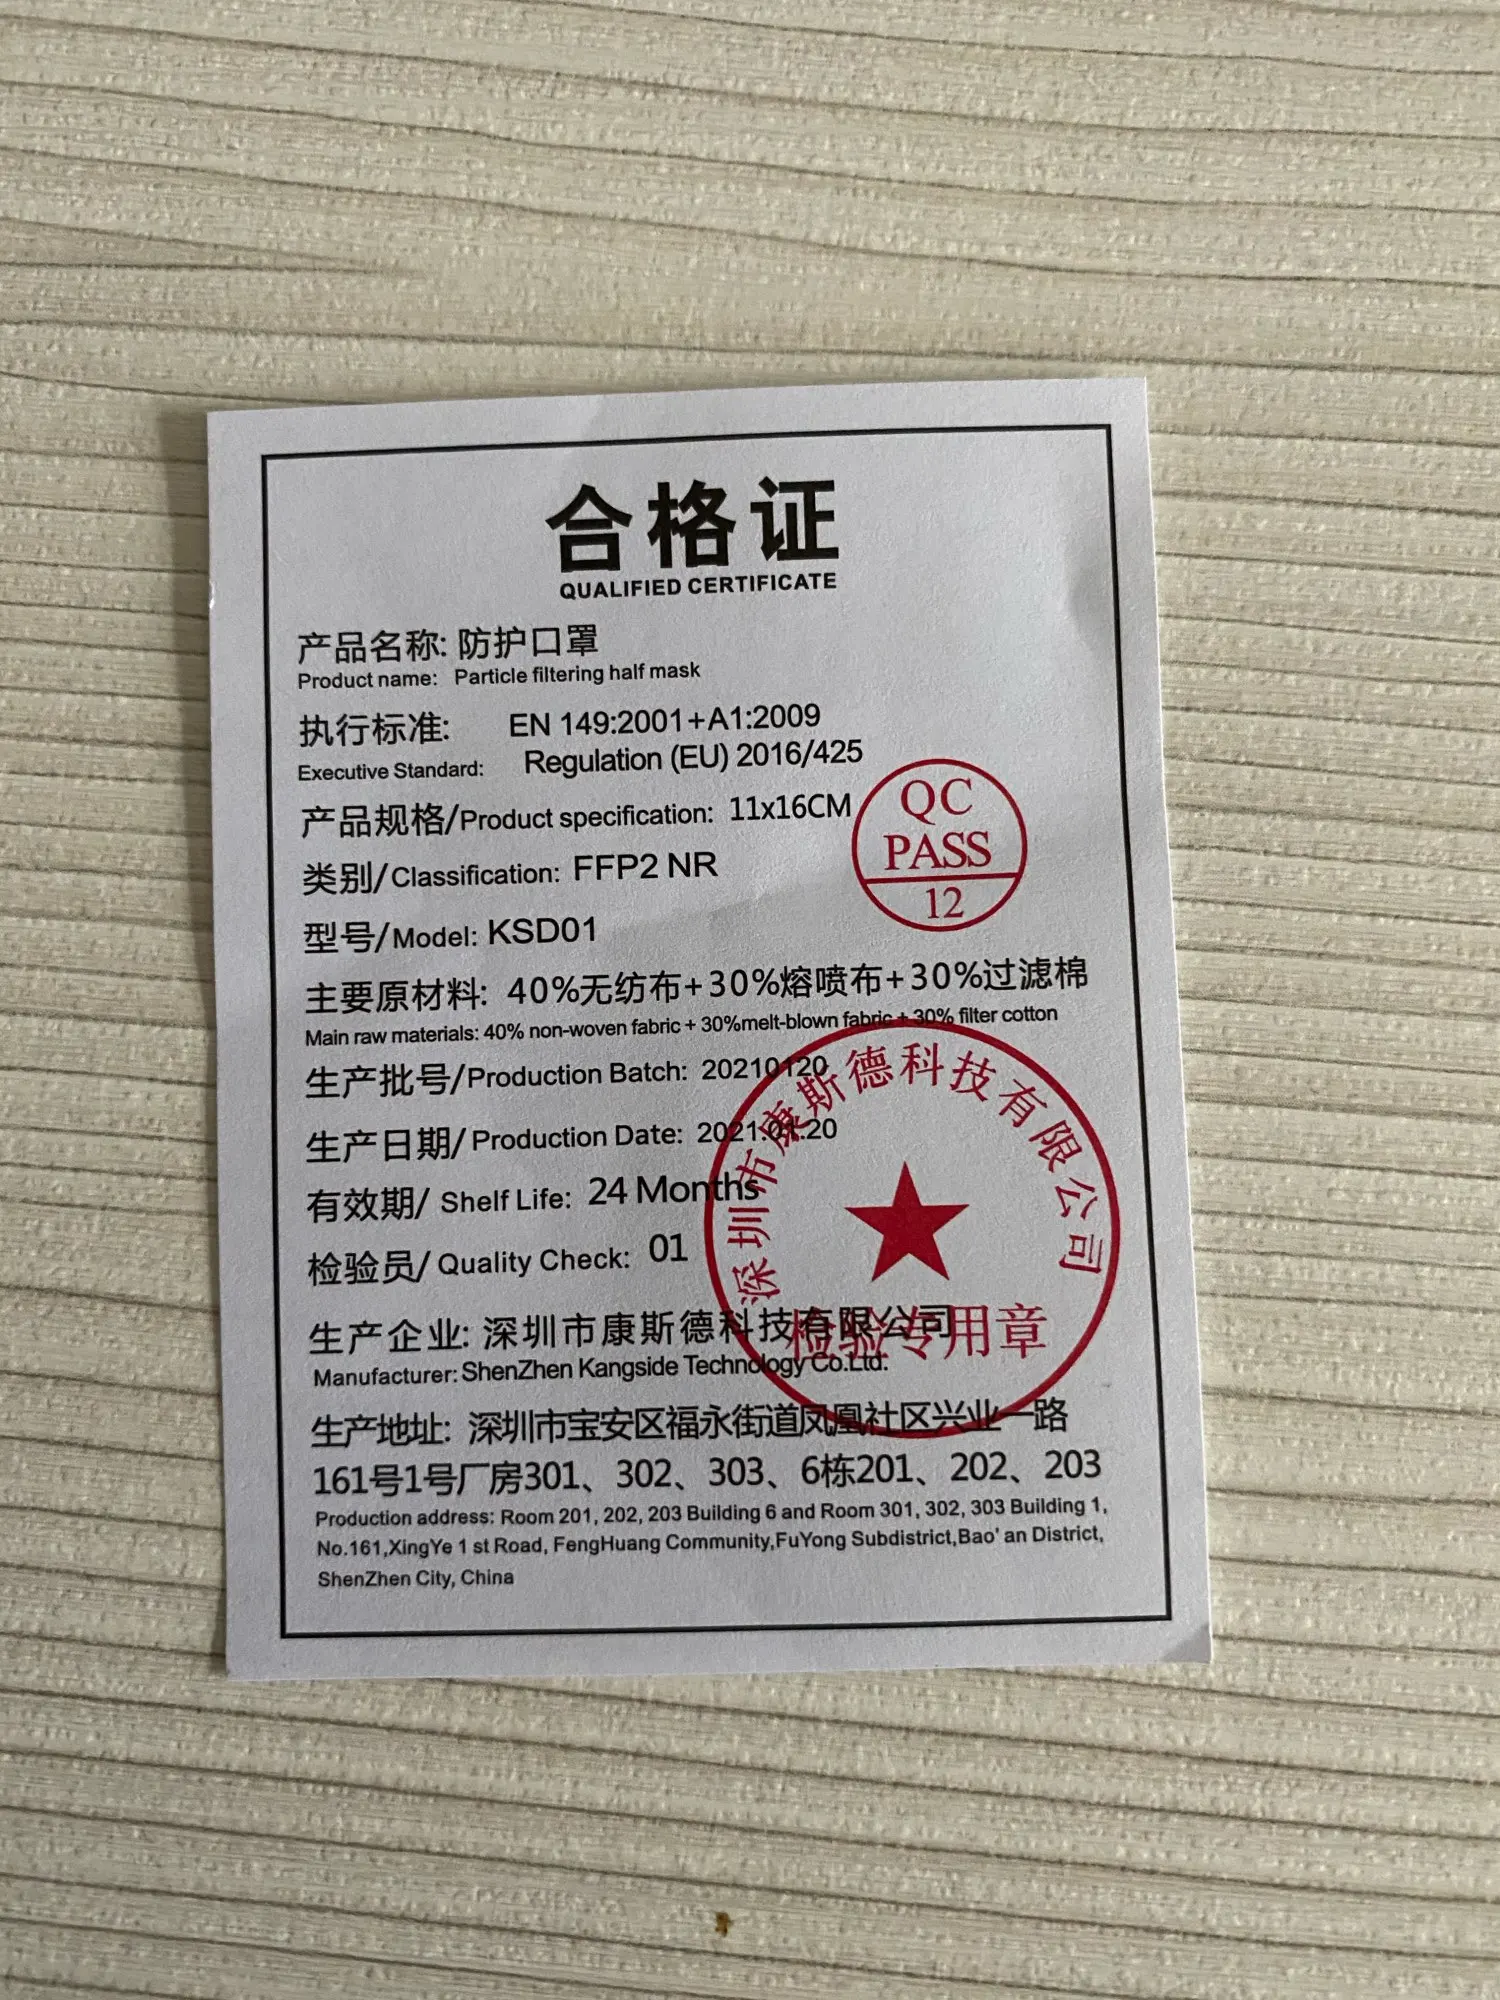 合格证
QUALIFIED CERTIFICATE
产品名称: 防护口罩
Product name: Particle filtering half mask
执行标准: EN 149:2001+A1:2009
Executive Standard: Regulation (EU) 2016/425
产品规格/Product specification: 11x16CM
类别/Classification: FFP2 NR
型号/Model: KSD01
QC
PASS
12
主要原材料: 40%无纺布+30%熔喷布+30%过滤棉
Main raw materials: 40% non-woven fabric + 30%melt-blown fabric + 30% filter cotton
生产批号/Production Batch: 20210120
生产日期/Production Date: 2021.01.20
有效期/ Shelf Life: 24 Months
检验员/ Quality Check: 01
生产企业: 深圳市康斯德科技有限公司
Manufacturer: ShenZhen Kangside Technology Co.Ltd.
深圳市康斯德科技有限公司
检验专用章
生产地址: 深圳市宝安区福永街道凤凰社区兴业一路
161号1号厂房301、302、303、6栋201、202、203
Production address: Room 201, 202, 203 Building 6 and Room 301, 302, 303 Building 1,
No.161,XingYe 1 st Road, FengHuang Community,FuYong Subdistrict,Bao' an District,
ShenZhen City, China